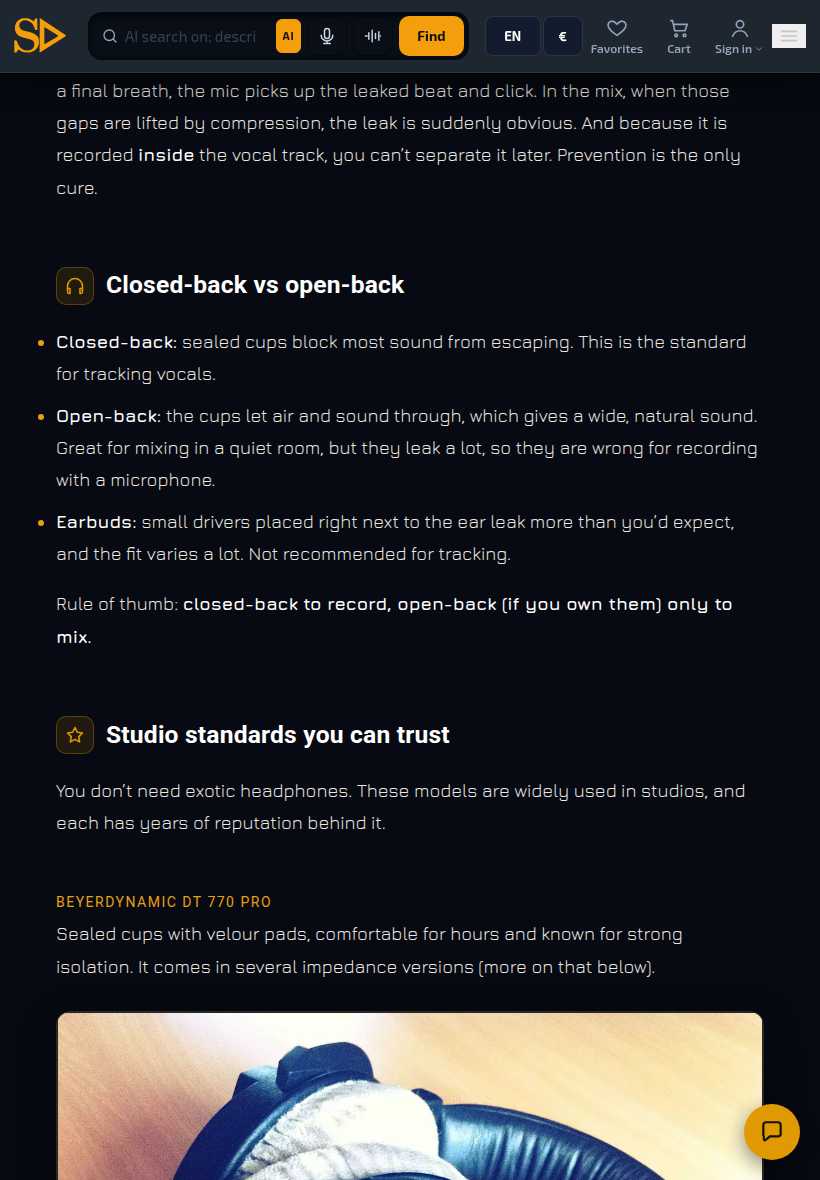 SD
AI search on: descri
AI
Find
EN
€
Favorites
Cart
Sign in
a final breath, the mic picks up the leaked beat and click. In the mix, when those
gaps are lifted by compression, the leak is suddenly obvious. And because it is
recorded inside the vocal track, you can’t separate it later. Prevention is the only
cure.
Closed-back vs open-back
Closed-back: sealed cups block most sound from escaping. This is the standard
for tracking vocals.
Open-back: the cups let air and sound through, which gives a wide, natural sound.
Great for mixing in a quiet room, but they leak a lot, so they are wrong for recording
with a microphone.
Earbuds: small drivers placed right next to the ear leak more than you’d expect,
and the fit varies a lot. Not recommended for tracking.
Rule of thumb: closed-back to record, open-back (if you own them) only to
mix.
Studio standards you can trust
You don’t need exotic headphones. These models are widely used in studios, and
each has years of reputation behind it.
BEYERDYNAMIC DT 770 PRO
Sealed cups with velour pads, comfortable for hours and known for strong
isolation. It comes in several impedance versions (more on that below).